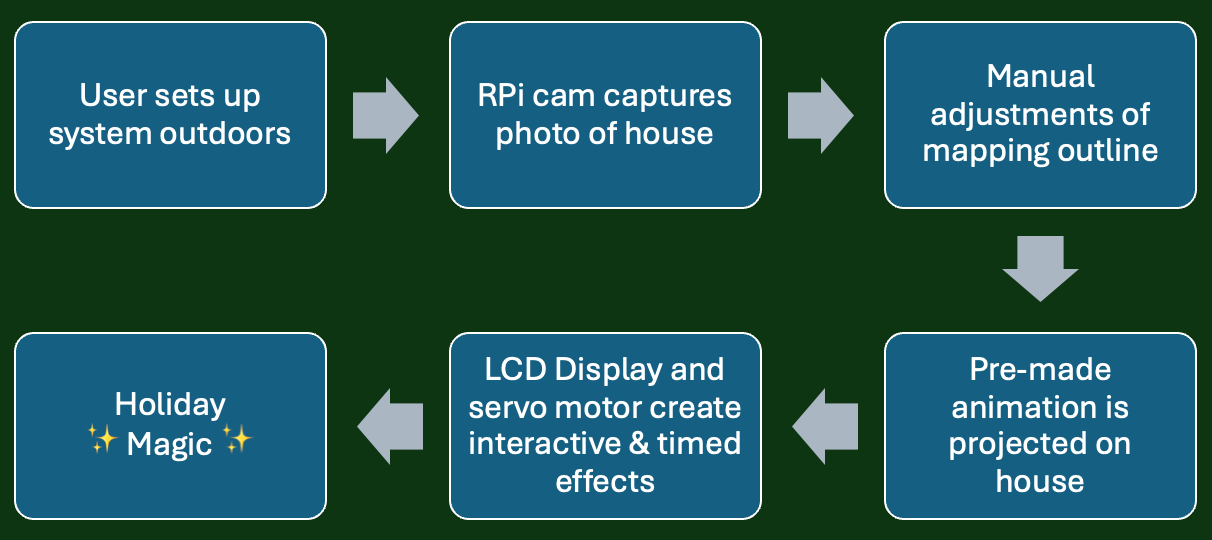 User sets up
system outdoors
RPi cam captures
photo of house
Manual
adjustments of
mapping outline
Pre-made
animation is
projected on
house
LCD Display and
servo motor create
interactive & timed
effects
Holiday
✨ Magic ✨